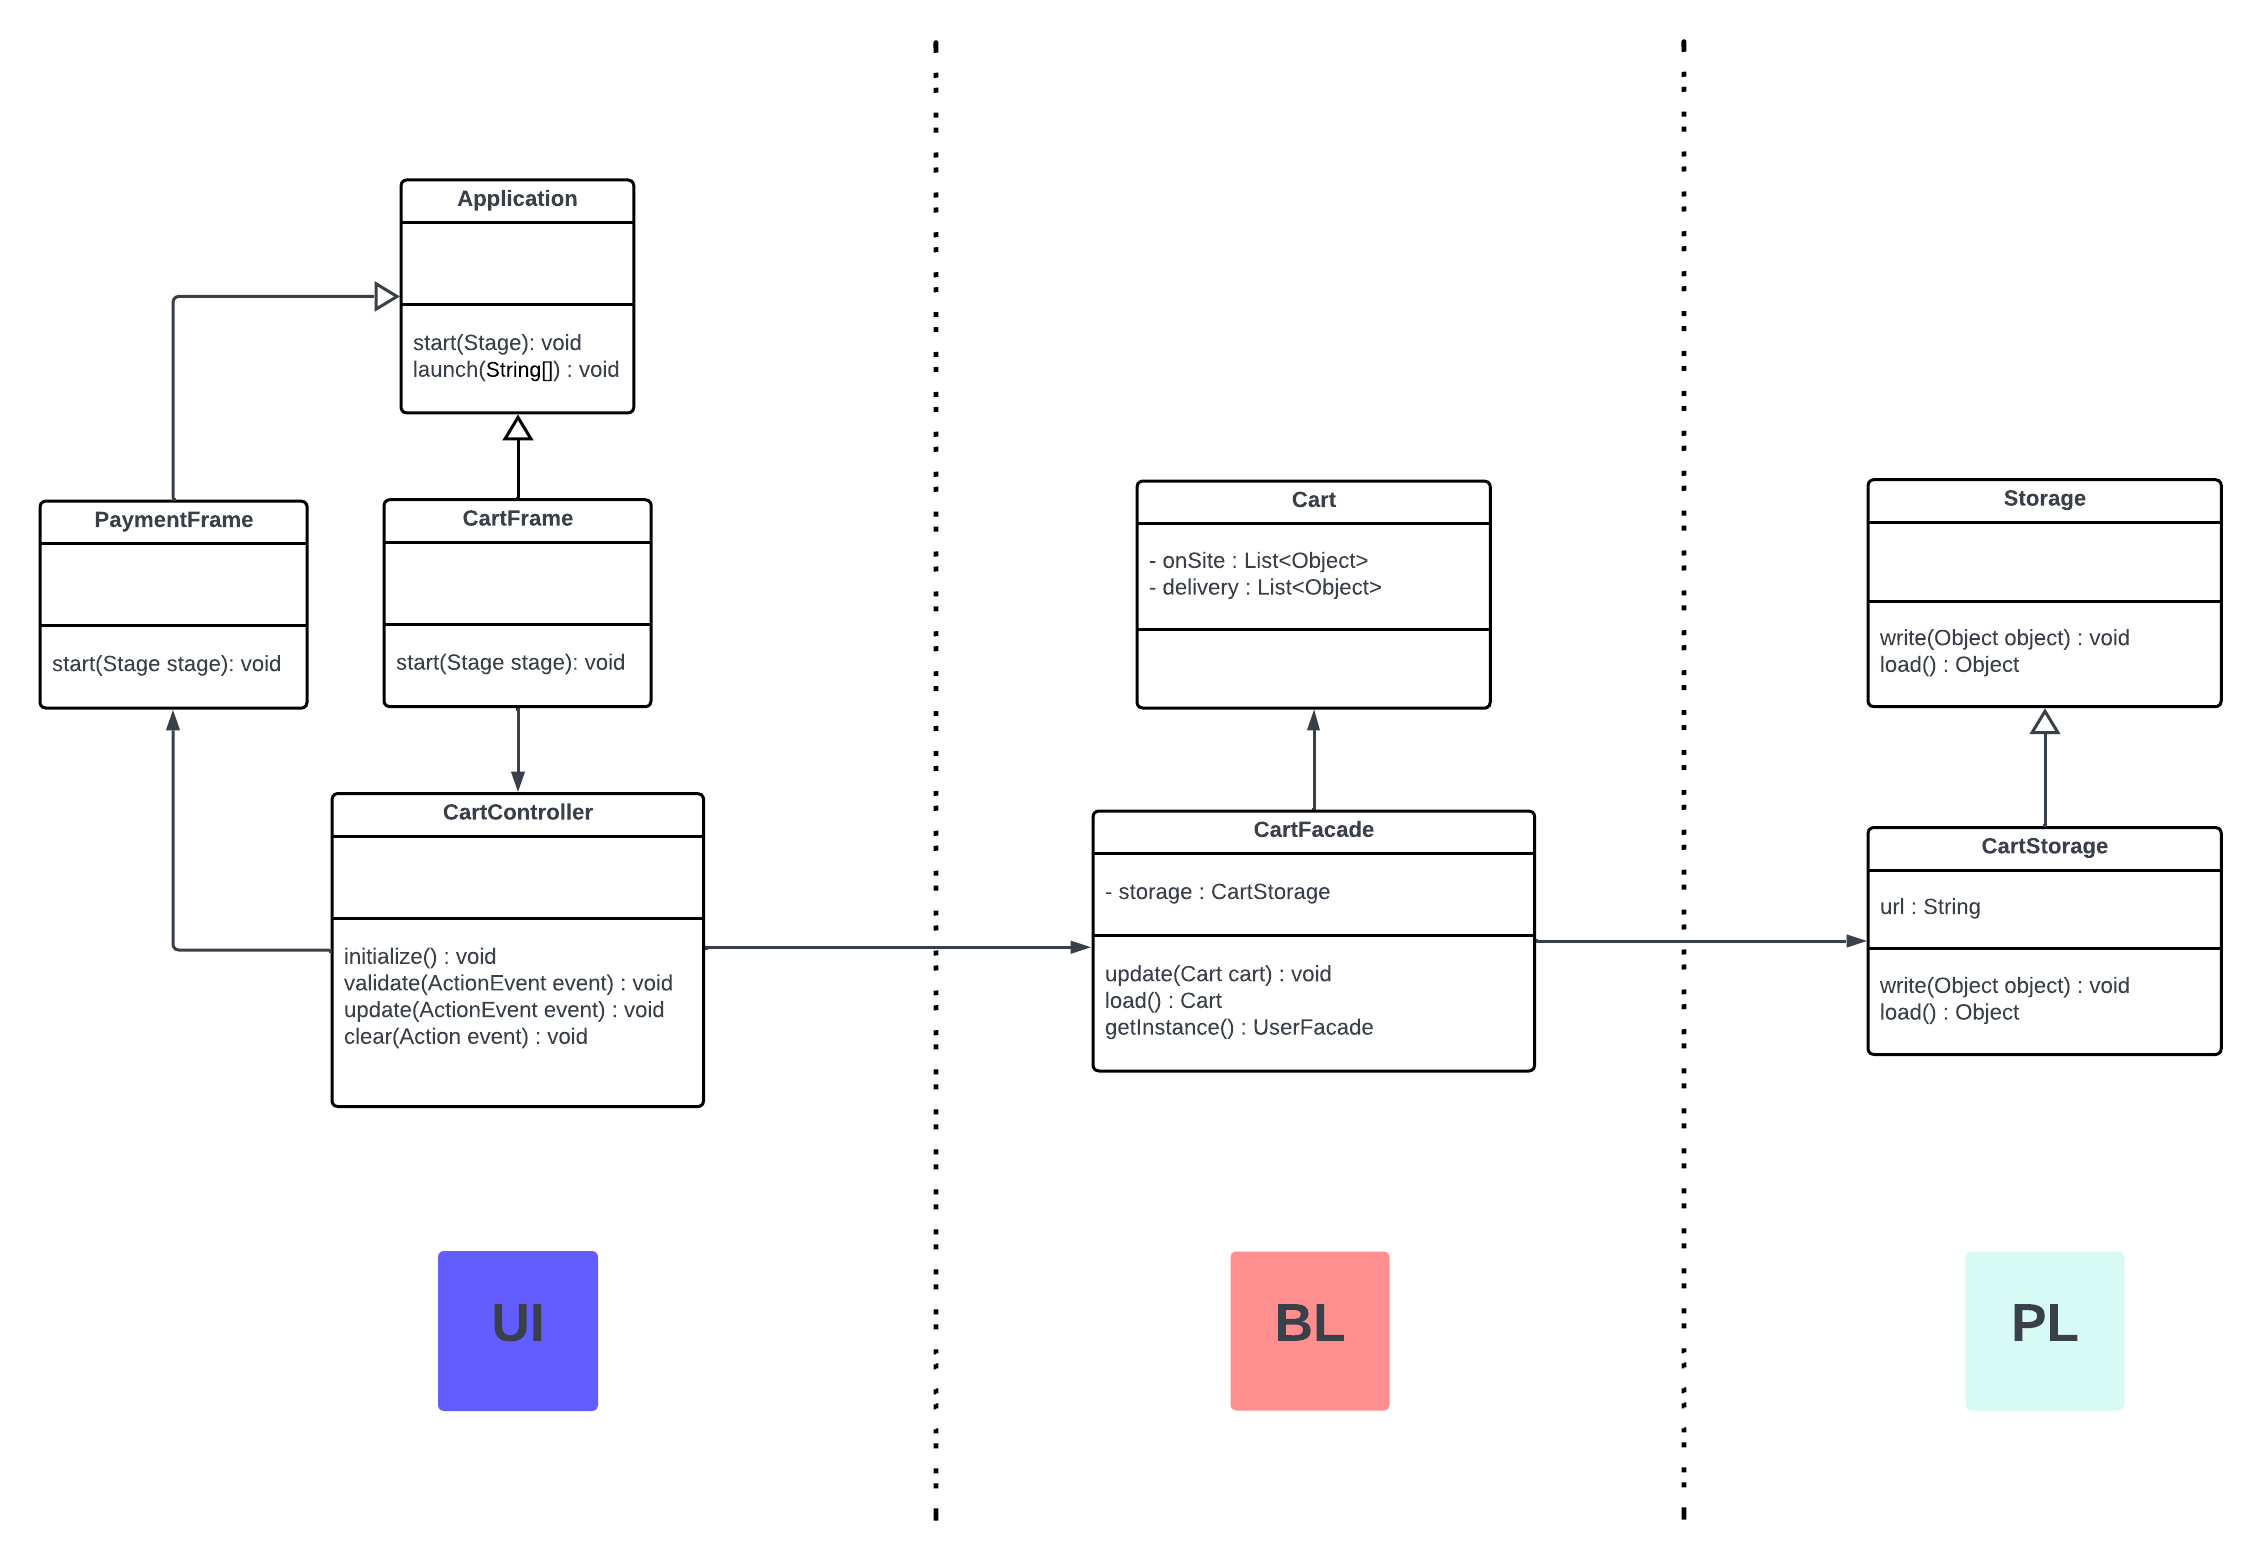 Application
start(Stage): void
launch(String[]) : void
PaymentFrame
start(Stage stage): void
CartFrame
start(Stage stage): void
CartController
initialize() : void
validate(ActionEvent event) : void
update(ActionEvent event) : void
clear(Action event) : void
Cart
- onSite : List<Object>
- delivery : List<Object>
CartFacade
- storage : CartStorage
update(Cart cart) : void
load() : Cart
getInstance() : UserFacade
Storage
write(Object object) : void
load() : Object
CartStorage
url : String
write(Object object) : void
load() : Object
UI
BL
PL